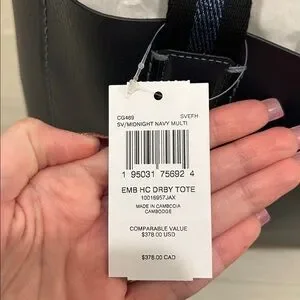 CG469 SVEFH
SV/MIDNIGHT NAVY MULTI
1 95031 75692 4
EMB HC DRBY TOTE
10016957JAX
MADE IN CAMBODIA
CAMBODGE
COMPARABLE VALUE
$378.00 USD
$378.00 CAD